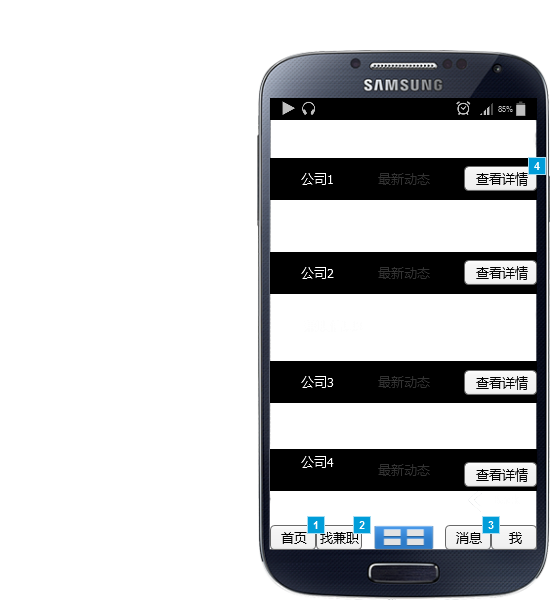 SAMSUNG
85%
4
公司1 最新动态 查看详情
公司2 最新动态 查看详情
公司3 最新动态 查看详情
公司4 最新动态 查看详情
1 2 3
首页 找兼职 消息 我